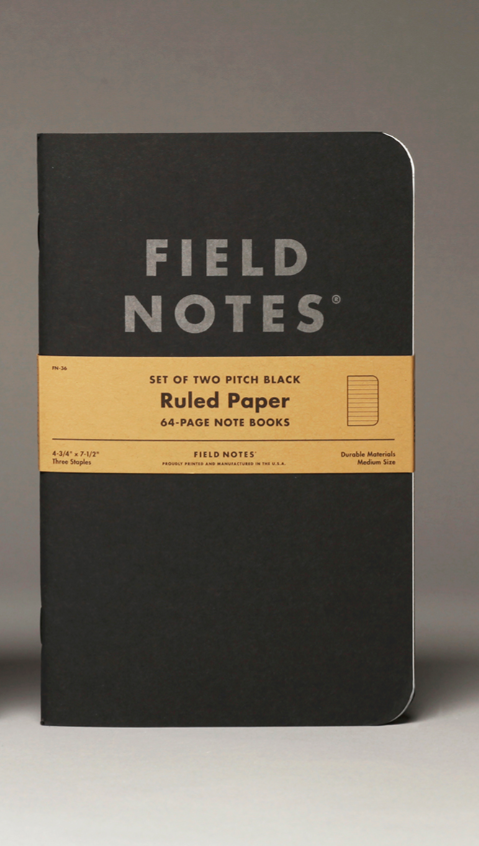 FIELD
NOTES®
FN-36
SET OF TWO PITCH BLACK
Ruled Paper
64-PAGE NOTE BOOKS
4-3/4" x 7-1/2"
Three Staples
FIELD NOTES®
PROUDLY PRINTED AND MANUFACTURED IN THE U.S.A.
Durable Materials
Medium Size